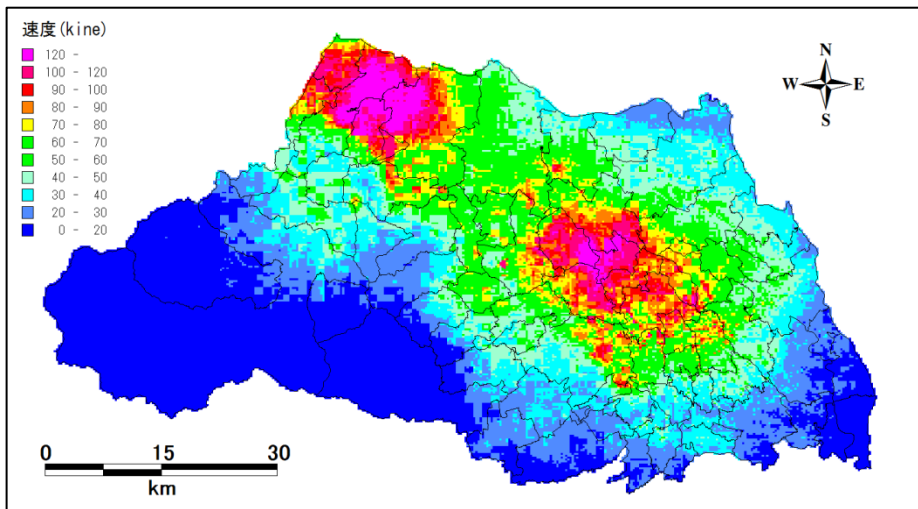 速度(kine)
120 -
100 - 120
90 - 100
80 - 90
70 - 80
60 - 70
50 - 60
40 - 50
30 - 40
20 - 30
0 - 20
N
W E
S
0 15 30
km